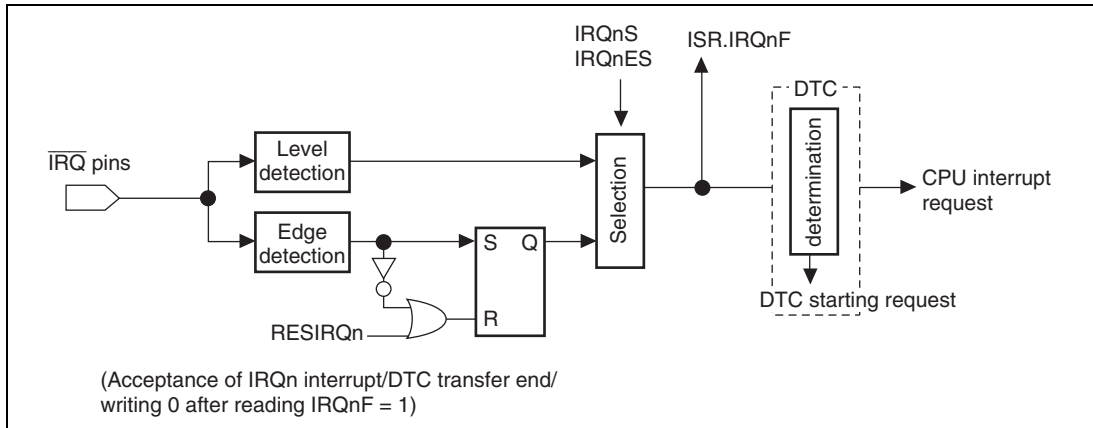 IRQnS
IRQnES
ISR.IRQnF
DTC
IRQ pins
Level
detection
Edge
detection
S Q
R
RESIRQn
Selection
determination
CPU interrupt
request
DTC starting request
(Acceptance of IRQn interrupt/DTC transfer end/
writing 0 after reading IRQnF = 1)